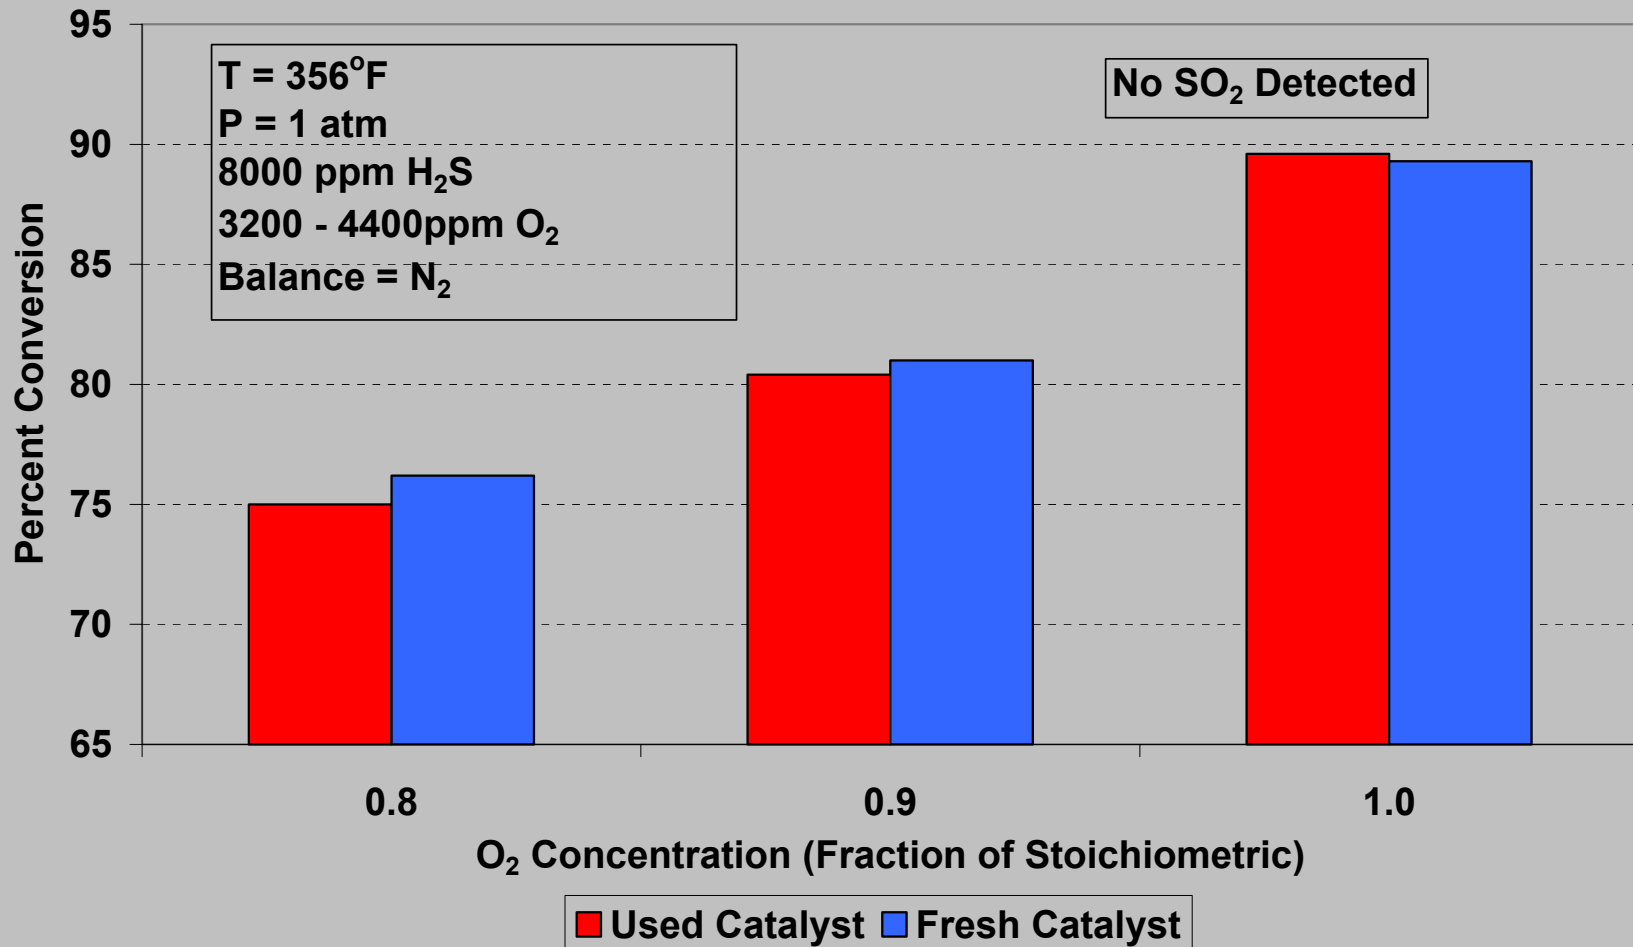 95
90
85
80
75
70
65
Percent Conversion
T = 356°F
P = 1 atm
8000 ppm H₂S
3200 - 4400ppm O₂
Balance = N₂
No SO₂ Detected
0.8 0.9 1.0
O₂ Concentration (Fraction of Stoichiometric)
Used Catalyst Fresh Catalyst